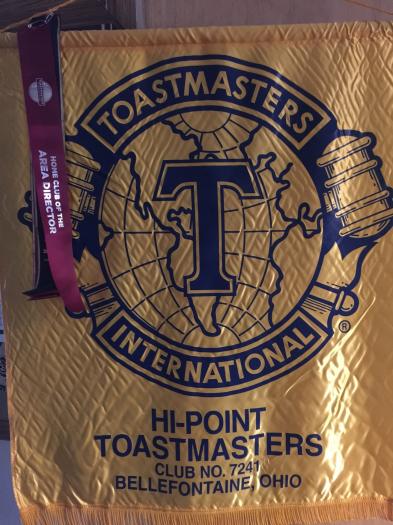 HOME CLUB OF THE
AREA DIRECTOR
TOASTMASTERS
T
INTERNATIONAL
®
HI-POINT
TOASTMASTERS
CLUB NO. 7241
BELLEFONTAINE, OHIO